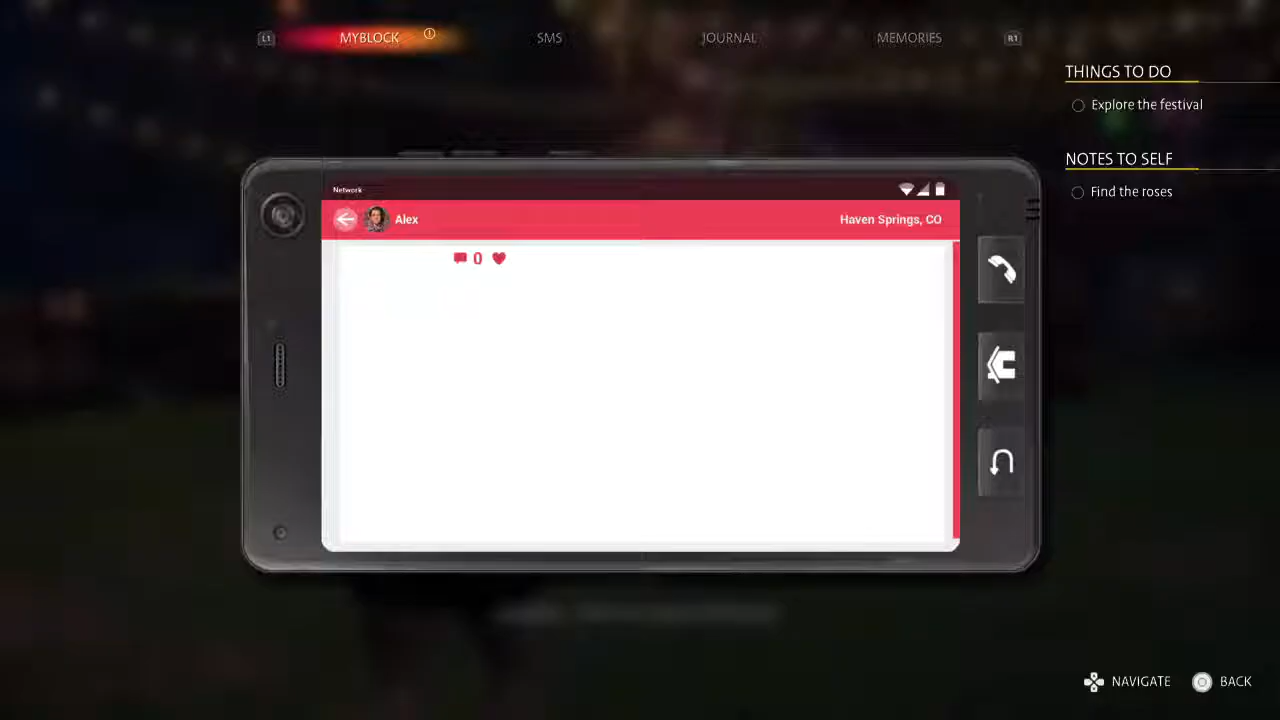 L1 MYBLOCK SMS JOURNAL MEMORIES R1
THINGS TO DO
Explore the festival
NOTES TO SELF
Find the roses
Network
Alex Haven Springs, CO
0
NAVIGATE BACK